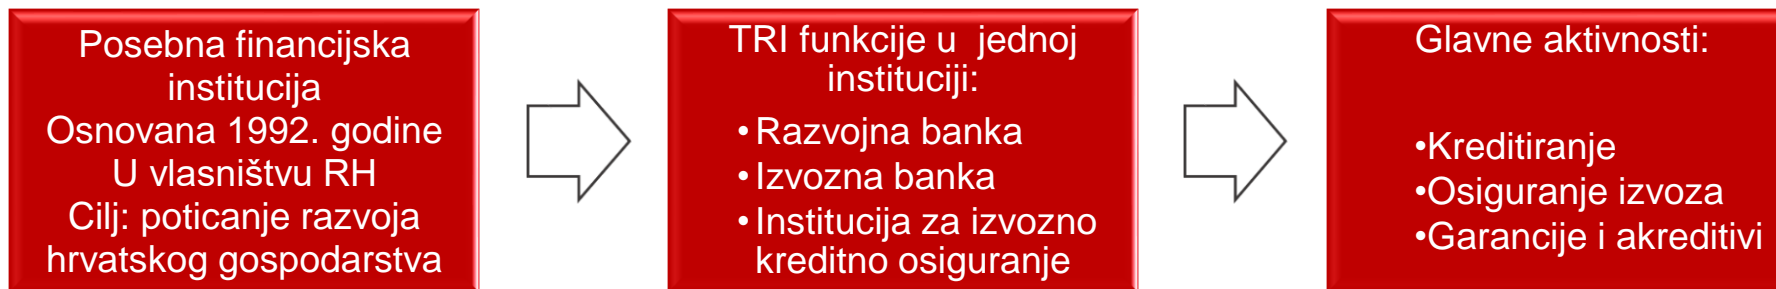 Posebna financijska
institucija
Osnovana 1992. godine
U vlasništvu RH
Cilj: poticanje razvoja
hrvatskog gospodarstva
TRI funkcije u jednoj
instituciji:
•Razvojna banka
•Izvozna banka
•Institucija za izvozno
kreditno osiguranje
Glavne aktivnosti:
•Kreditiranje
•Osiguranje izvoza
•Garancije i akreditivi